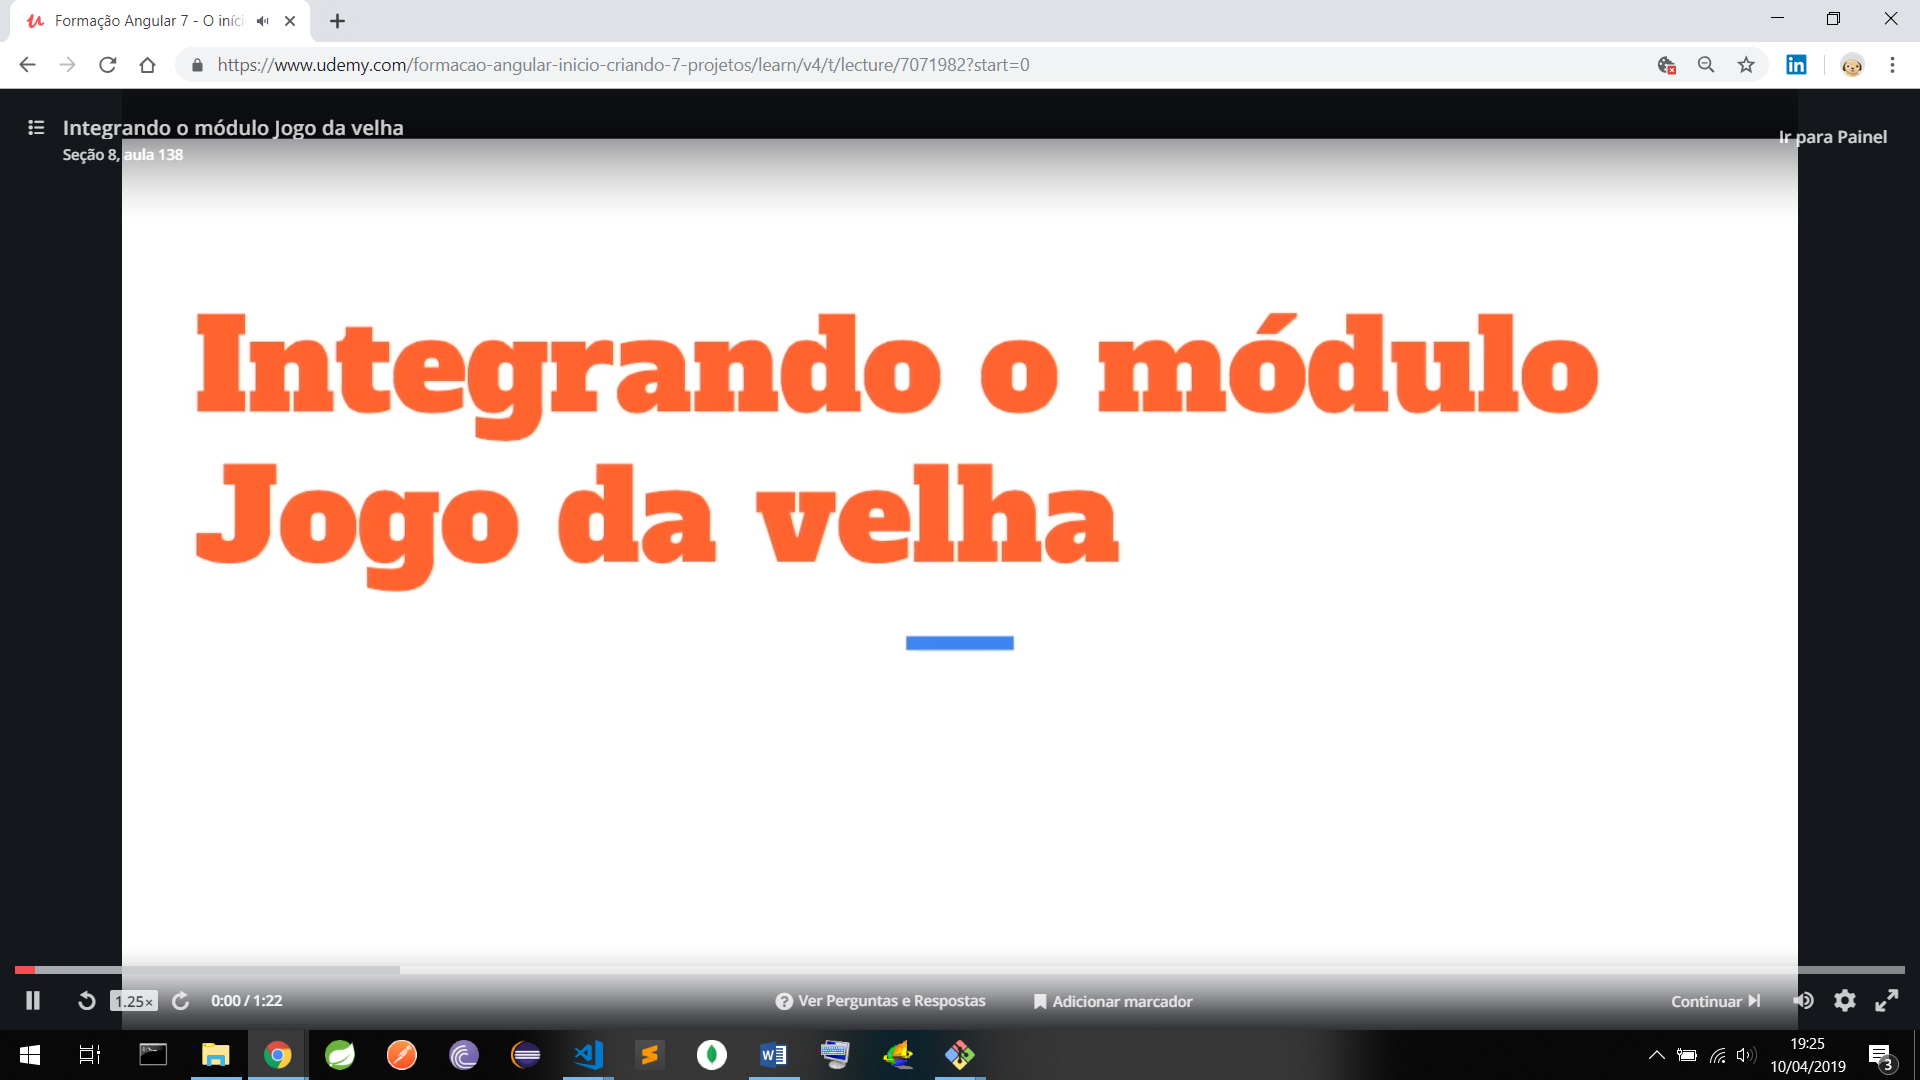 Formação Angular 7 - O iníci
https://www.udemy.com/formacao-angular-inicio-criando-7-projetos/learn/v4/t/lecture/7071982?start=0
Integrando o módulo Jogo da velha
Seção 8, aula 138
Ir para Painel
Integrando o módulo
Jogo da velha
1.25×
0:00 / 1:22
Ver Perguntas e Respostas
Adicionar marcador
Continuar
19:25
10/04/2019
3